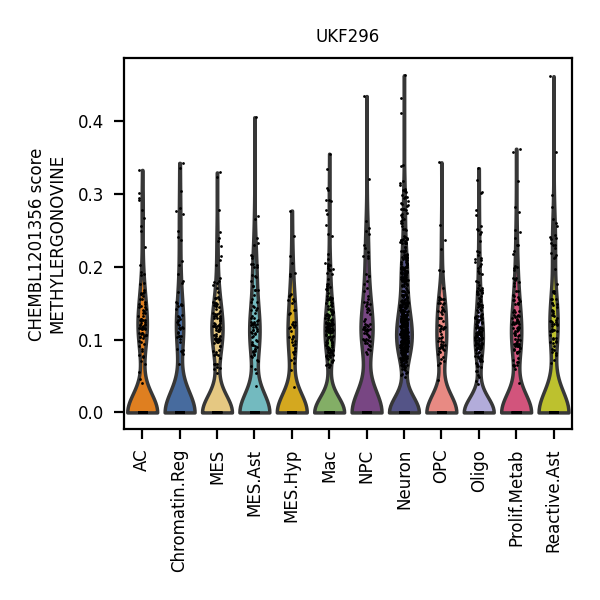 UKF296
CHEMBL1201356 score
METHYLERGONOVINE
0.4
0.3
0.2
0.1
0.0
AC
Chromatin.Reg
MES
MES.Ast
MES.Hyp
Mac
NPC
Neuron
OPC
Oligo
Prolif.Metab
Reactive.Ast